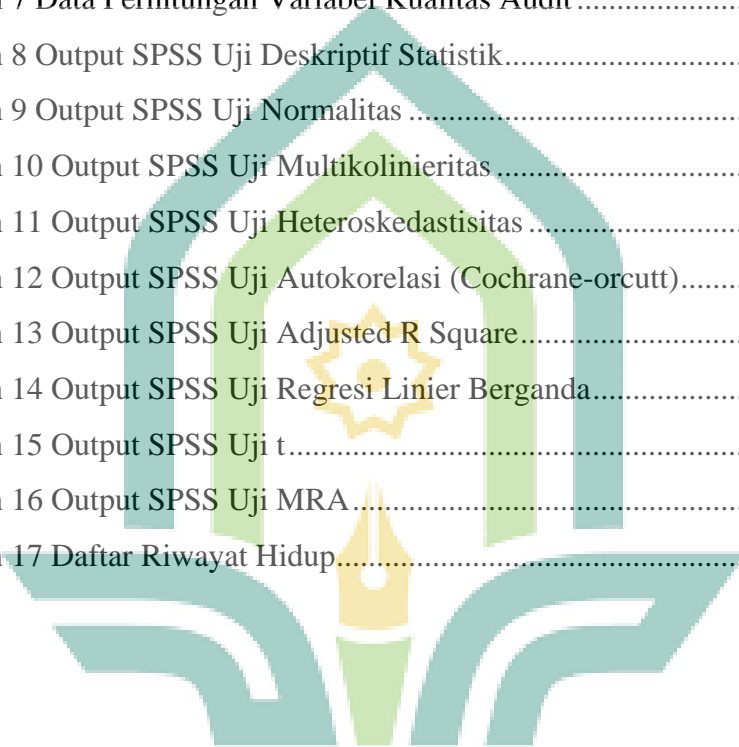 7 Data Perhitungan Variabel Kualitas Audit
n 8 Output SPSS Uji Deskriptif Statistik
n 9 Output SPSS Uji Normalitas
n 10 Output SPSS Uji Multikolinieritas
n 11 Output SPSS Uji Heteroskedastisitas
n 12 Output SPSS Uji Autokorelasi (Cochrane-orcutt)
n 13 Output SPSS Uji Adjusted R Square
n 14 Output SPSS Uji Regresi Linier Berganda
n 15 Output SPSS Uji t
n 16 Output SPSS Uji MRA
n 17 Daftar Riwayat Hidup